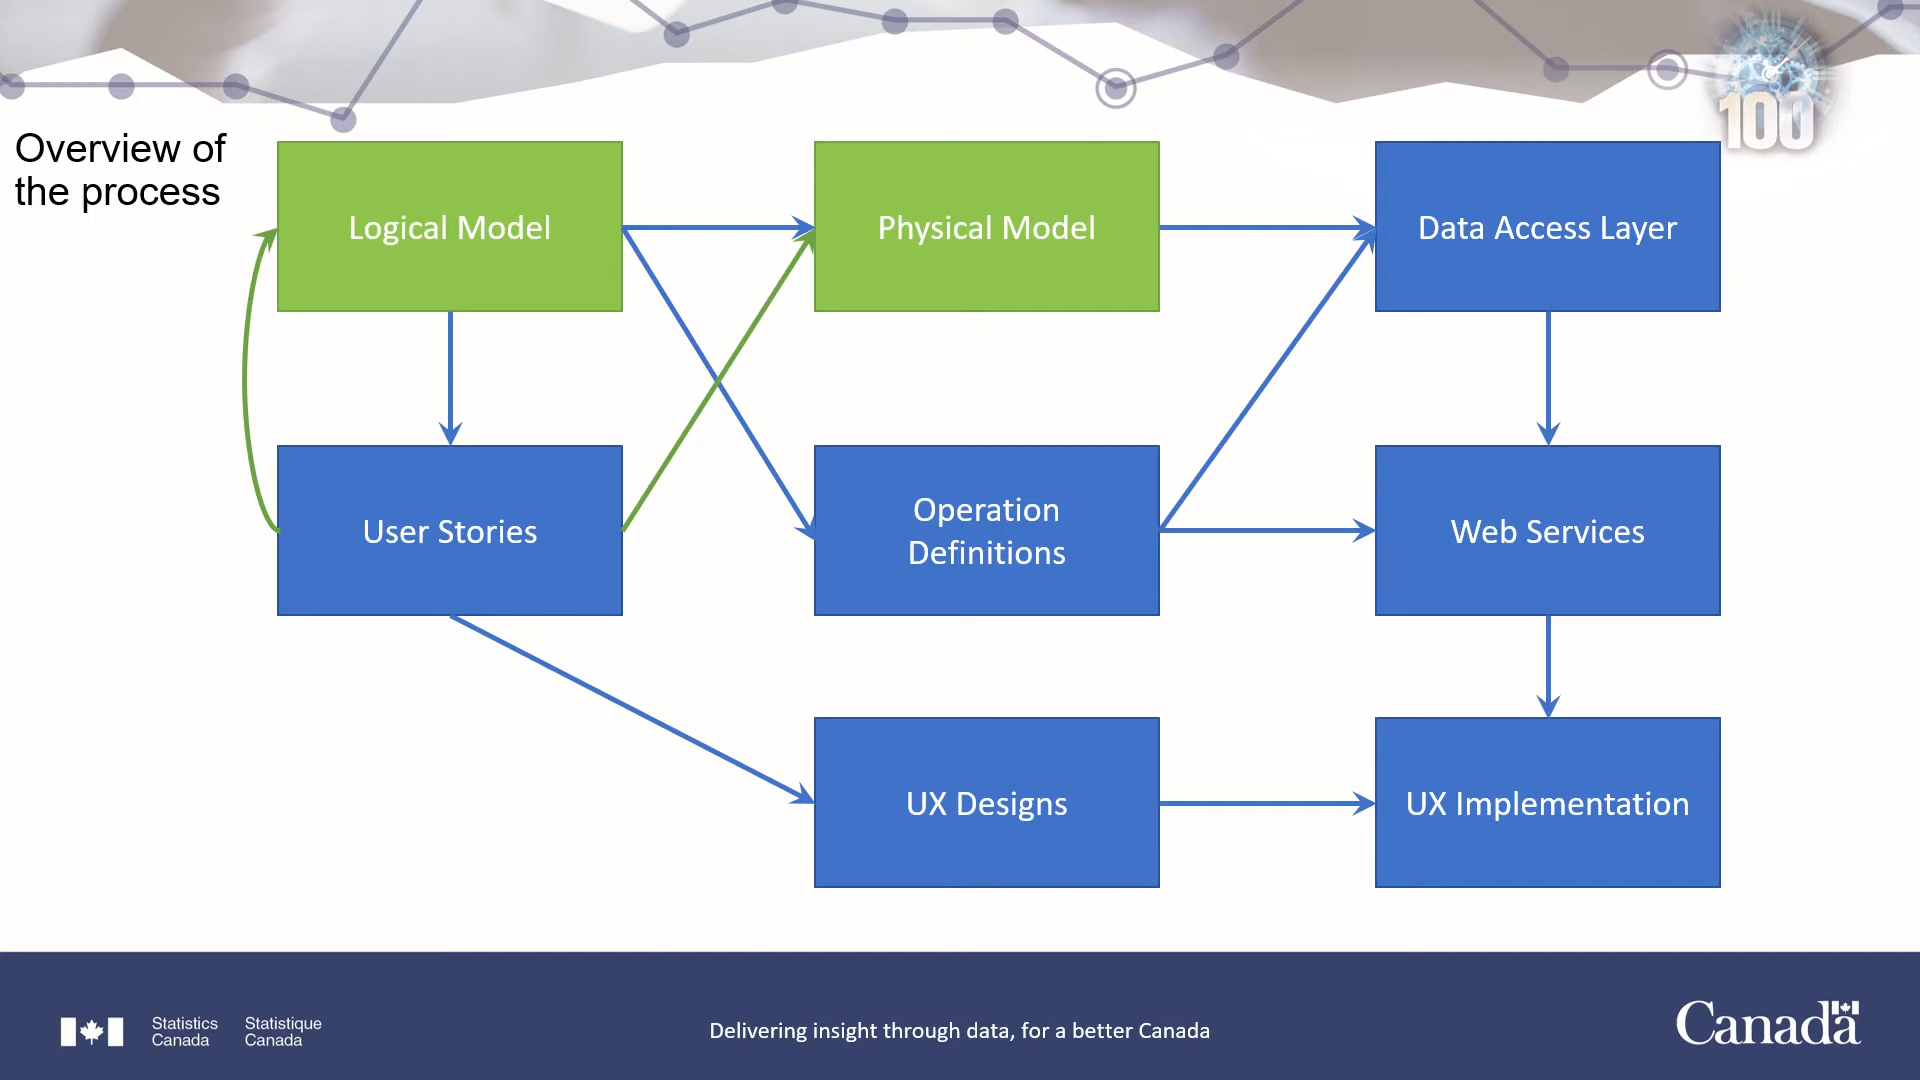 Overview of
the process
100
Logical Model
Physical Model
Data Access Layer
User Stories
Operation
Definitions
Web Services
UX Designs
UX Implementation
Statistics
Canada
Statistique
Canada
Delivering insight through data, for a better Canada
Canada